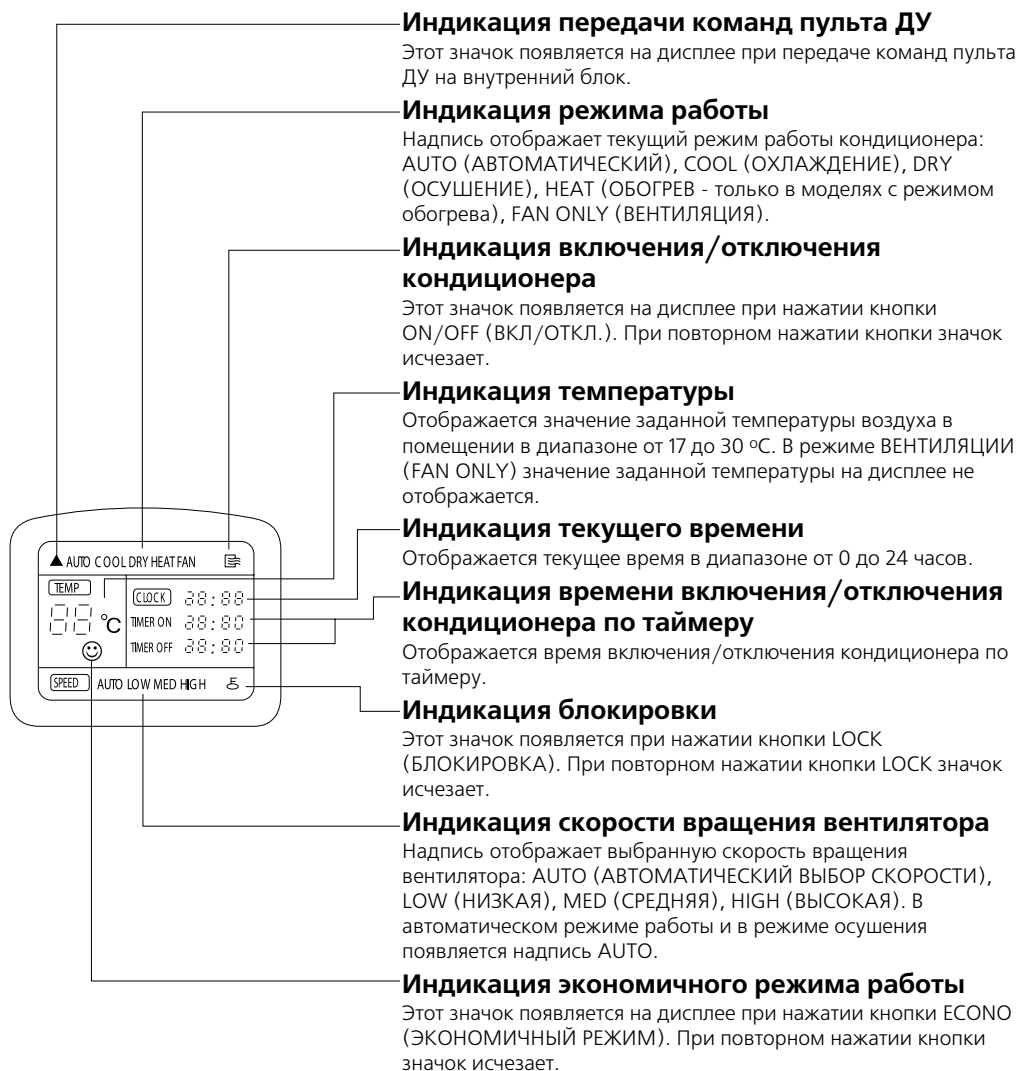 Индикация передачи команд пульта ДУ
Этот значок появляется на дисплее при передаче команд пульта
ДУ на внутренний блок.
Индикация режима работы
Надпись отображает текущий режим работы кондиционера:
AUTO (АВТОМАТИЧЕСКИЙ), COOL (ОХЛАЖДЕНИЕ), DRY
(ОСУШЕНИЕ), HEAT (ОБОГРЕВ - только в моделях с режимом
обогрева), FAN ONLY (ВЕНТИЛЯЦИЯ).
Индикация включения/отключения
кондиционера
Этот значок появляется на дисплее при нажатии кнопки
ON/OFF (ВКЛ/ОТКЛ.). При повторном нажатии кнопки значок
исчезает.
Индикация температуры
Отображается значение заданной температуры воздуха в
помещении в диапазоне от 17 до 30 ºС. В режиме ВЕНТИЛЯЦИИ
(FAN ONLY) значение заданной температуры на дисплее не
отображается.
Индикация текущего времени
Отображается текущее время в диапазоне от 0 до 24 часов.
Индикация времени включения/отключения
кондиционера по таймеру
Отображается время включения/отключения кондиционера по
таймеру.
Индикация блокировки
Этот значок появляется при нажатии кнопки LOCK
(БЛОКИРОВКА). При повторном нажатии кнопки LOCK значок
исчезает.
Индикация скорости вращения вентилятора
Надпись отображает выбранную скорость вращения
вентилятора: AUTO (АВТОМАТИЧЕСКИЙ ВЫБОР СКОРОСТИ),
LOW (НИЗКАЯ), MED (СРЕДНЯЯ), HIGH (ВЫСОКАЯ). В
автоматическом режиме работы и в режиме осушения
появляется надпись AUTO.
Индикация экономичного режима работы
Этот значок появляется на дисплее при нажатии кнопки ECONO
(ЭКОНОМИЧНЫЙ РЕЖИМ). При повторном нажатии кнопки
значок исчезает.
AUTO COOL DRY HEAT FAN
TEMP
88 °C
CLOCK 38:88
TIMER ON 38:80
TIMER OFF 38:80
SPEED AUTO LOW MED HIGH